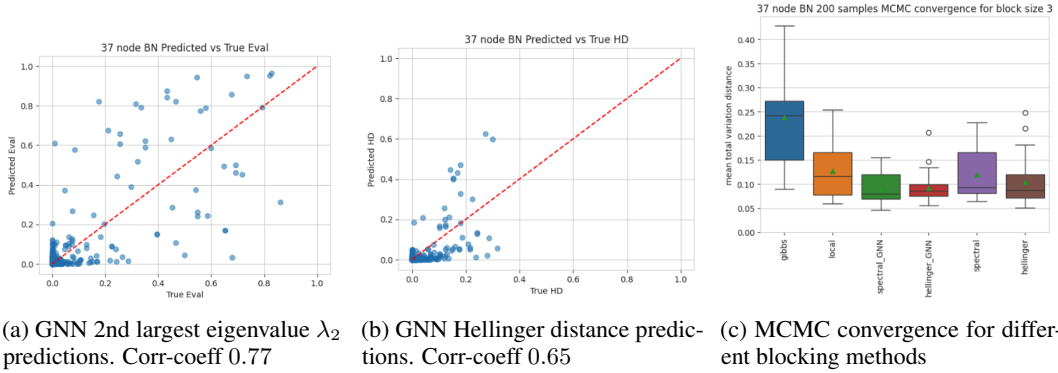 37 node BN Predicted vs True Eval
Predicted Eval
1.0
0.8
0.6
0.4
0.2
0.0
0.0 0.2 0.4 0.6 0.8 1.0
True Eval
(a) GNN 2nd largest eigenvalue λ2
predictions. Corr-coeff 0.77
37 node BN Predicted vs True HD
Predicted HD
1.0
0.8
0.6
0.4
0.2
0.0
0.0 0.2 0.4 0.6 0.8 1.0
True HD
(b) GNN Hellinger distance predic-
tions. Corr-coeff 0.65
37 node BN 200 samples MCMC convergence for block size 3
mean total variation distance
0.40
0.35
0.30
0.25
0.20
0.15
0.10
0.05
0.00
gibbs
local
spectral_GNN
hellinger_GNN
spectral
hellinger
(c) MCMC convergence for differ-
ent blocking methods